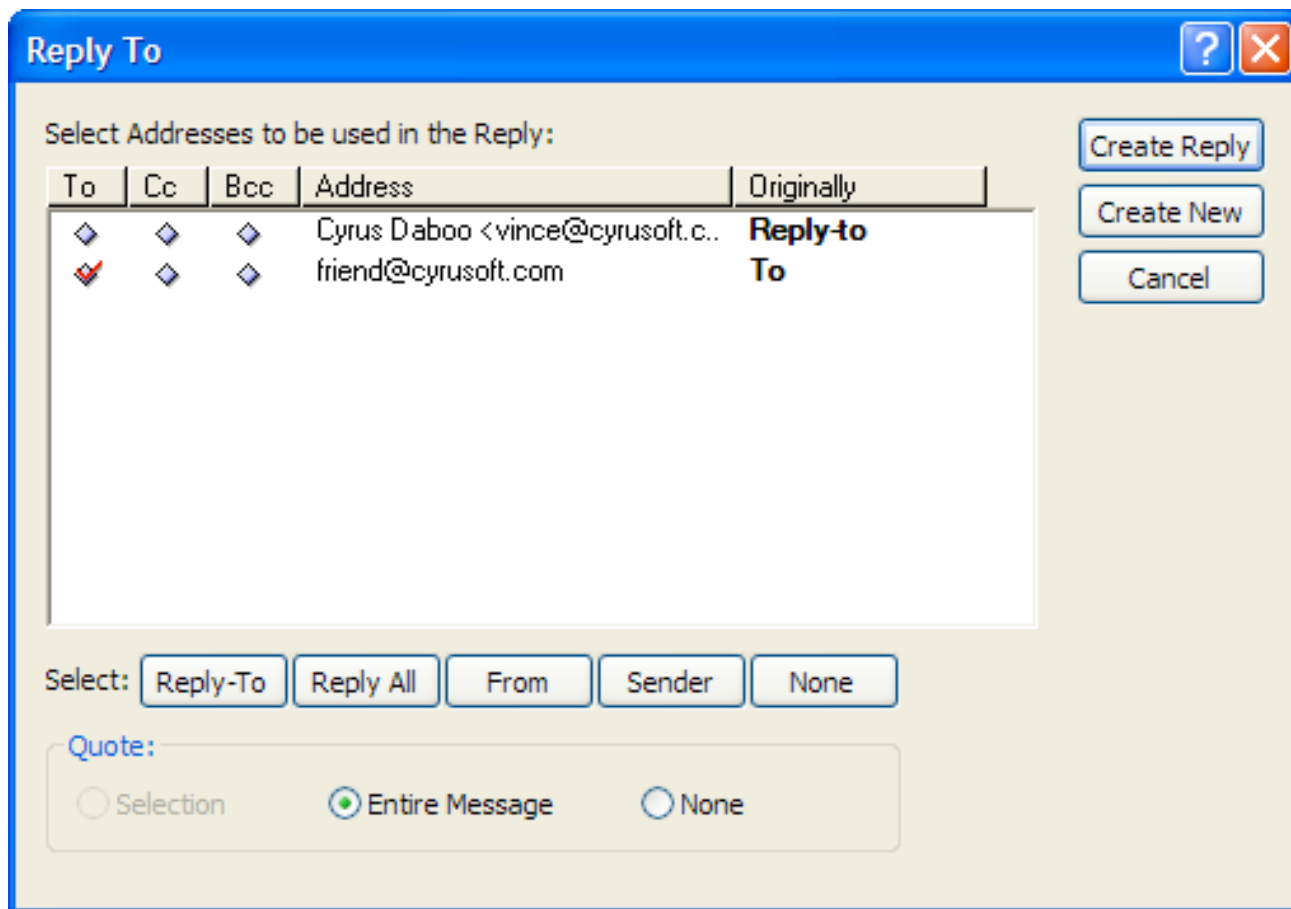 Reply To
Select Addresses to be used in the Reply:
To Cc Bcc Address Originally
Cyrus Daboo <vince@cyrusoft.c.. Reply-to
friend@cyrusoft.com To
Create Reply
Create New
Cancel
Select: Reply-To Reply All From Sender None
Quote:
Selection Entire Message None